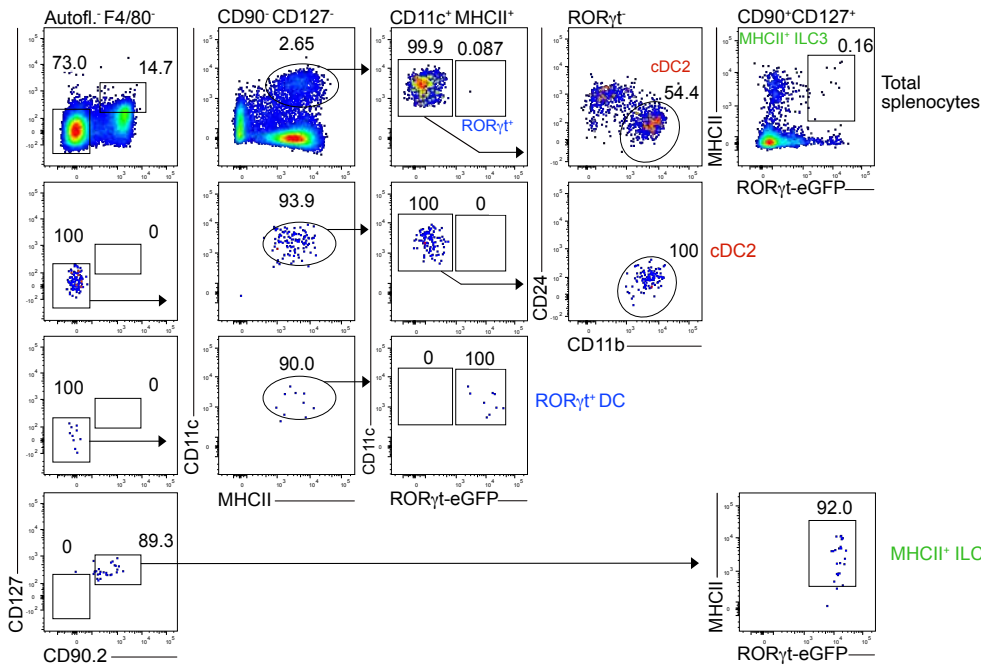 Autofl.⁻ F4/80⁻
CD90⁻ CD127⁻
CD11c⁺ MHCII⁺
RORγt⁻
CD90⁺CD127⁺
73.0
14.7
2.65
99.9
0.087
RORγt⁺
cDC2
54.4
MHCII⁺ ILC3
0.16
Total
splenocytes
MHCII
RORγt-eGFP
100
0
93.9
100
0
100
cDC2
CD24
CD11b
100
0
90.0
0
100
RORγt⁺ DC
CD11c
MHCII
CD11c
RORγt-eGFP
0
89.3
92.0
MHCII⁺ ILC
CD127
CD90.2
MHCII
RORγt-eGFP